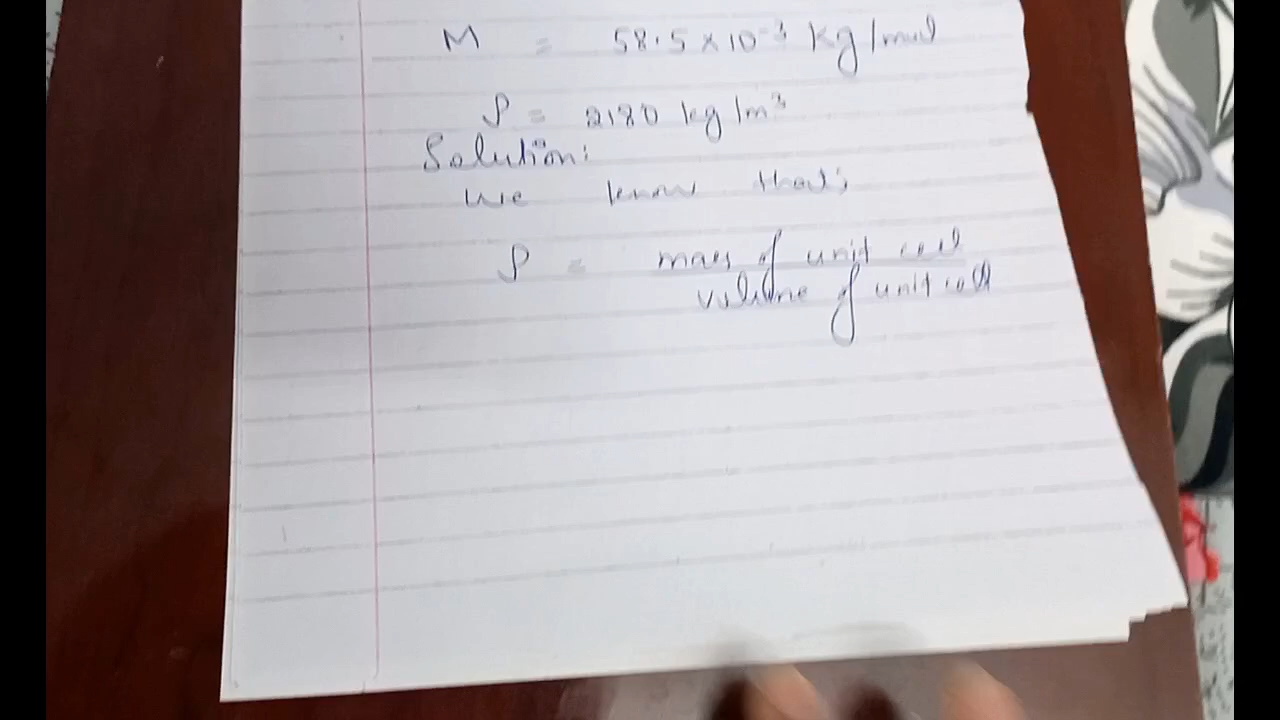 M = 58.5 × 10⁻³ kg/mol
ρ = 2180 kg/m³
Solution:
We know that;
ρ = mass of unit cell
volume of unit cell